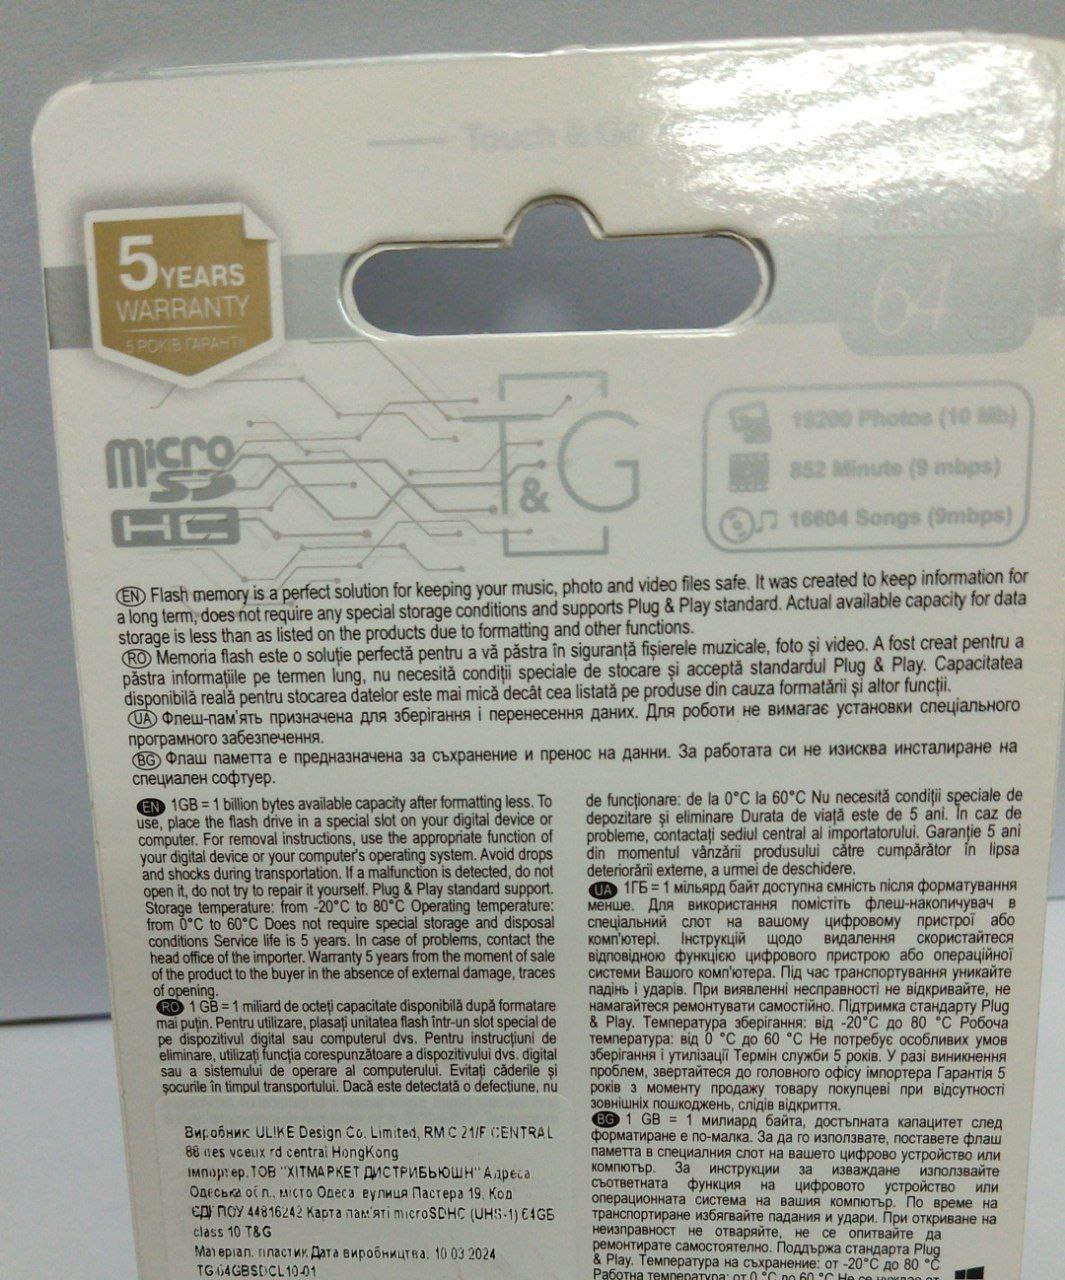 Touch & Go
MicroSD
64
5 YEARS
WARRANTY
5 РОКІВ ГАРАНТІЇ
micro
SD
HC
T&G
19200 Photos (10 Mb)
852 Minute (9 mbps)
16604 Songs (9mbps)
EN Flash memory is a perfect solution for keeping your music, photo and video files safe. It was created to keep information for
a long term, does not require any special storage conditions and supports Plug & Play standard. Actual available capacity for data
storage is less than as listed on the products due to formatting and other functions.
RO Memoria flash este o soluție perfectă pentru a vă păstra în siguranță fișierele muzicale, foto și video. A fost creat pentru a
păstra informațiile pe termen lung, nu necesită condiții speciale de stocare și acceptă standardul Plug & Play. Capacitatea
disponibilă reală pentru stocarea datelor este mai mică decât cea listată pe produse din cauza formatării și altor funcții.
UA Флеш-пам'ять призначена для зберігання і перенесення даних. Для роботи не вимагає установки спеціального
програмного забезпечення.
BG Флаш паметта е предназначена за съхранение и пренос на данни. За работата си не изисква инсталиране на
специален софтуер.
EN 1GB = 1 billion bytes available capacity after formatting less. To
use, place the flash drive in a special slot on your digital device or
computer. For removal instructions, use the appropriate function of
your digital device or your computer's operating system. Avoid drops
and shocks during transportation. If a malfunction is detected, do not
open it, do not try to repair it yourself. Plug & Play standard support.
Storage temperature: from -20°C to 80°C Operating temperature:
from 0°C to 60°C Does not require special storage and disposal
conditions Service life is 5 years. In case of problems, contact the
head office of the importer. Warranty 5 years from the moment of sale
of the product to the buyer in the absence of external damage, traces
of opening.
RO 1 GB = 1 miliard de octeți capacitate disponibilă după formatare
mai puțin. Pentru utilizare, plasați unitatea flash într-un slot special de
pe dispozitivul digital sau computerul dvs. Pentru instrucțiuni de
eliminare, utilizați funcția corespunzătoare a dispozitivului dvs. digital
sau a sistemului de operare al computerului. Evitați căderile și
șocurile în timpul transportului. Dacă este detectată o defecțiune, nu
de funcționare: de la 0°C la 60°C Nu necesită condiții speciale de
depozitare și eliminare Durata de viață este de 5 ani. În caz de
probleme, contactați sediul central al importatorului. Garanție 5 ani
din momentul vânzării produsului către cumpărător în lipsa
deteriorării externe, a urmei de deschidere.
UA 1ГБ = 1 мільярд байт доступна ємність після форматування
менше. Для використання помістіть флеш-накопичувач в
спеціальний слот на вашому цифровому пристрої або
комп'ютері. Інструкцій щодо видалення скористайтеся
відповідною функцією цифрового пристрою або операційної
системи Вашого комп'ютера. Під час транспортування уникайте
падінь і ударів. При виявленні несправності не відкривайте, не
намагайтеся ремонтувати самостійно. Підтримка стандарту Plug
& Play. Температура зберігання: від -20°C до 80 °C Робоча
температура: від 0 °C до 60 °C Не потребує особливих умов
зберігання і утилізації Термін служби 5 років. У разі виникнення
проблем, звертайтеся до головного офісу імпортера Гарантія 5
років з моменту продажу товару покупцеві при відсутності
зовнішніх пошкоджень, слідів відкриття.
BG 1 GB = 1 милиард байта, достъпната капацитет след
форматиране е по-малка. За да го използвате, поставете флаш
паметта в специалния слот на вашето цифрово устройство или
компютър. За инструкции за изваждане използвайте
съответната функция на цифровото устройство или
операционната система на вашия компютър. По време на
транспортиране избягвайте падания и удари. При откриване на
неизправност не отваряйте, не се опитвайте да
ремонтирате самостоятелно. Поддържа стандарта Plug
& Play. Температура на съхранение: от -20°C до 80 °C
Работна температура: от 0 °C до 60 °C Не се нуждае от
Виробник ULIKE Design Co. Limited, RM C 21/F CENTRAL
88 des voeux rd central HongKong
Імпортер.ТОВ "ХІТМАРКЕТ ДИСТРИБЬЮШН" Адреса
Одеська обл., місто Одеса, вулиця Пастера 19, Код
ЄДРПОУ 44816242 Карта пам'яті microSDHC (UHS-1) 64GB
class 10 T&G
Матеріал. пластик Дата виробництва: 10.03.2024
TG-64GBSDCL10-01